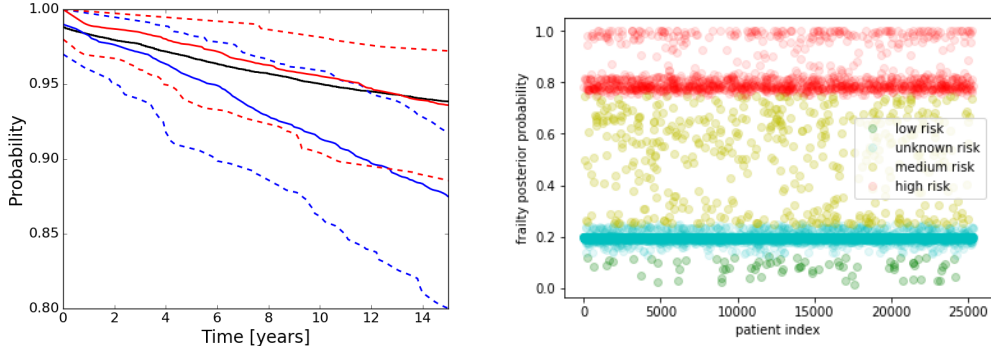 1.00
0.95
0.90
0.85
0.80
Probability
0 2 4 6 8 10 12 14
Time [years]
1.0
0.8
0.6
0.4
0.2
0.0
frailty posterior probability
low risk
unknown risk
medium risk
high risk
0 5000 10000 15000 20000 25000
patient index